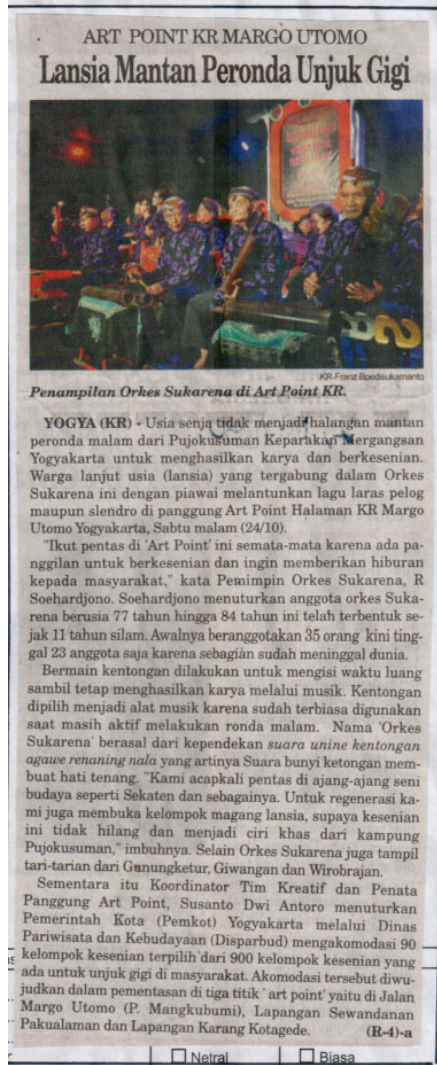 ART POINT KR MARGO UTOMO
Lansia Mantan Peronda Unjuk Gigi
KR-Franz Boedisukamanto
Penampilan Orkes Sukarena di Art Point KR.
YOGYA (KR) - Usia senja tidak menjadi halangan mantan
peronda malam dari Pujokusuman Keparakan Mergangsan
Yogyakarta untuk menghasilkan karya dan berkesenian.
Warga lanjut usia (lansia) yang tergabung dalam Orkes
Sukarena ini dengan piawai melantunkan lagu laras pelog
maupun slendro di panggung Art Point Halaman KR Margo
Utomo Yogyakarta, Sabtu malam (24/10).
"Ikut pentas di 'Art Point' ini semata-mata karena ada pa-
nggilan untuk berkesenian dan ingin memberikan hiburan
kepada masyarakat," kata Pemimpin Orkes Sukarena, R
Soehardjono. Soehardjono menuturkan anggota orkes Suka-
rena berusia 77 tahun hingga 84 tahun ini telah terbentuk se-
jak 11 tahun silam. Awalnya beranggotakan 35 orang kini ting-
gal 23 anggota saja karena sebagian sudah meninggal dunia.
Bermain kentongan dilakukan untuk mengisi waktu luang
sambil tetap menghasilkan karya melalui musik. Kentongan
dipilih menjadi alat musik karena sudah terbiasa digunakan
saat masih aktif melakukan ronda malam. Nama 'Orkes
Sukarena' berasal dari kependekan suara unine kentongan
agawe renaning nala yang artinya Suara bunyi ketongan mem-
buat hati tenang. "Kami acapkali pentas di ajang-ajang seni
budaya seperti Sekaten dan sebagainya. Untuk regenerasi ka-
mi juga membuka kelompok magang lansia, supaya kesenian
ini tidak hilang dan menjadi ciri khas dari kampung
Pujokusuman," imbuhnya. Selain Orkes Sukarena juga tampil
tari-tarian dari Gunungketur, Giwangan dan Wirobrajan.
Sementara itu Koordinator Tim Kreatif dan Penata
Panggung Art Point, Susanto Dwi Antoro menuturkan
Pemerintah Kota (Pemkot) Yogyakarta melalui Dinas
Pariwisata dan Kebudayaan (Disparbud) mengakomodasi 90
kelompok kesenian terpilih dari 900 kelompok kesenian yang
ada untuk unjuk gigi di masyarakat. Akomodasi tersebut diwu-
judkan dalam pementasan di tiga titik ' art point' yaitu di Jalan
Margo Utomo (P. Mangkubumi), Lapangan Sewandanan
Pakualaman dan Lapangan Karang Kotagede. (R-4)-a
Netral Biasa